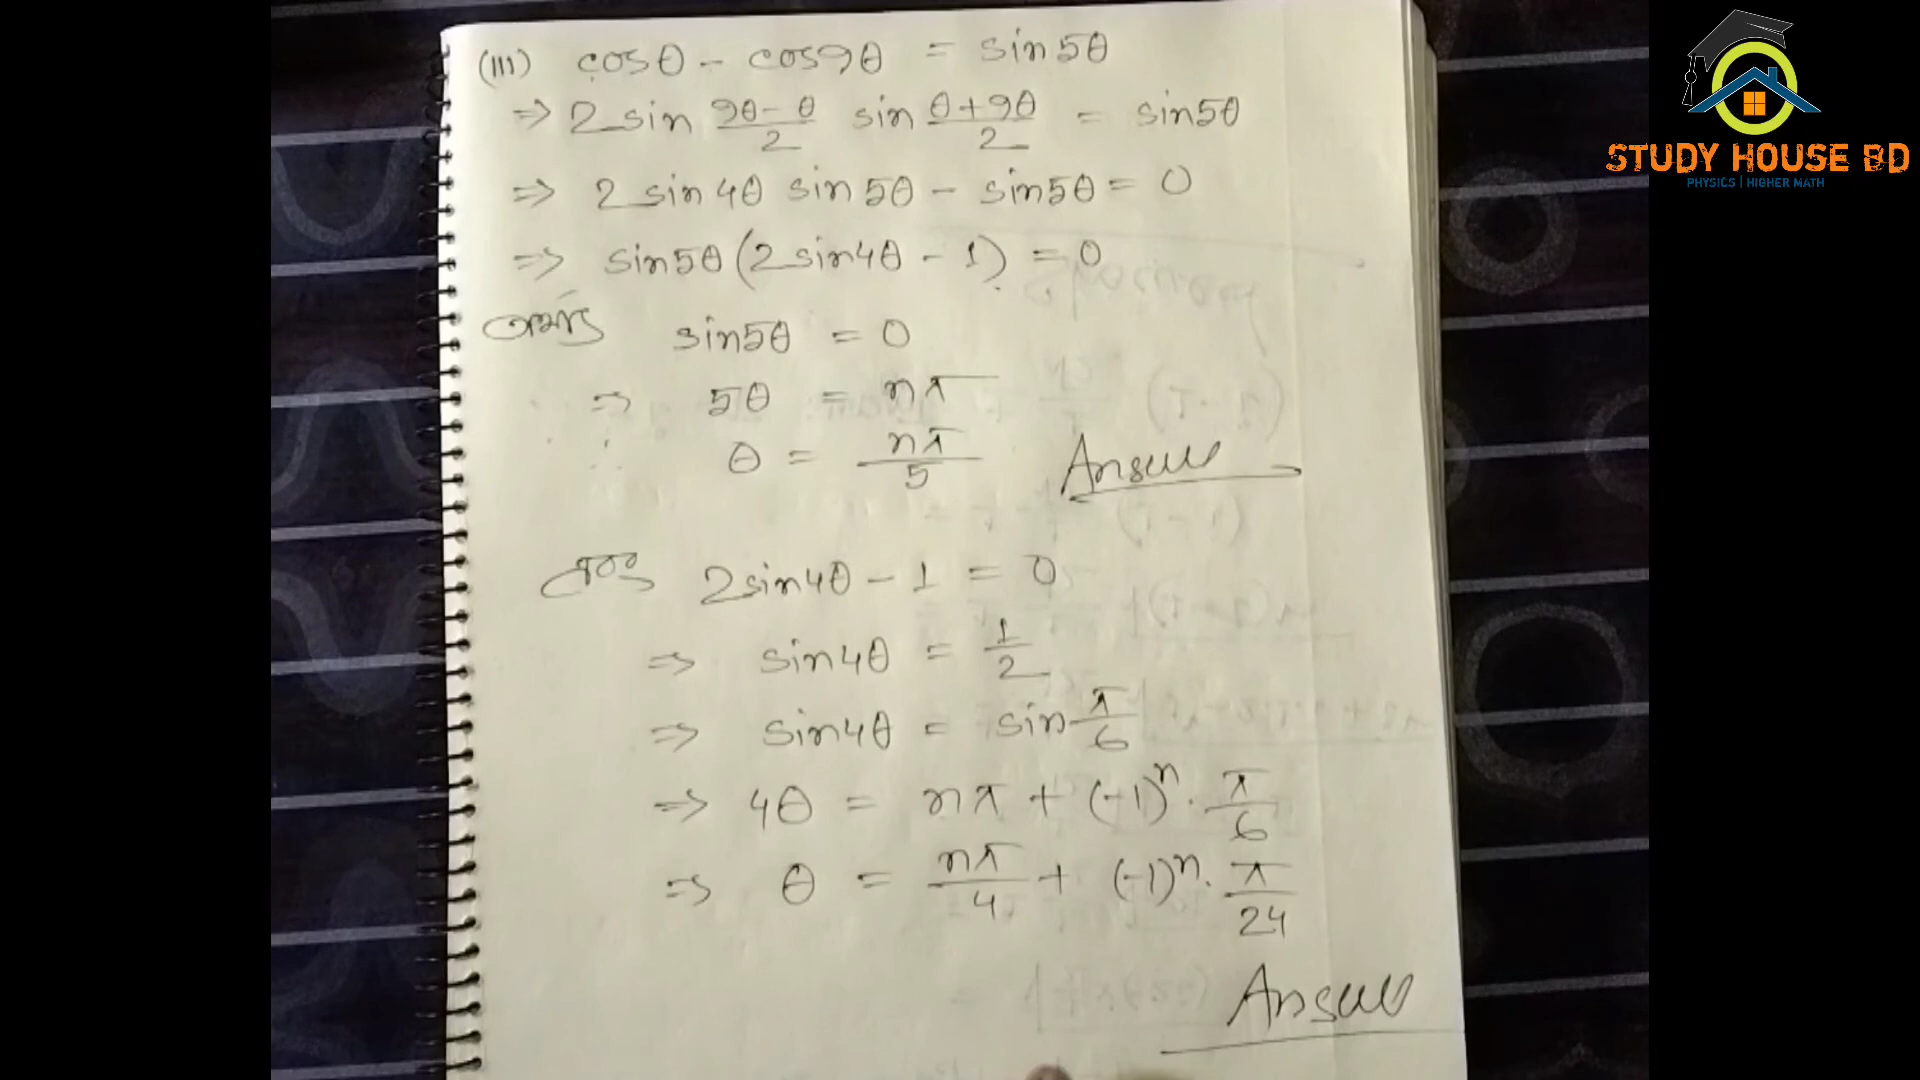 (III) cosθ - cos9θ = sin5θ
⇒ 2 sin (9θ-θ)/2 sin (θ+9θ)/2 = sin5θ
⇒ 2 sin4θ sin5θ - sin5θ = 0
⇒ sin5θ (2 sin4θ - 1) = 0
sin5θ = 0
⇒ 5θ = nπ
θ = nπ/5 Answer
2sin4θ - 1 = 0
⇒ sin4θ = 1/2
⇒ sin4θ = sin π/6
⇒ 4θ = nπ + (-1)ⁿ. π/6
⇒ θ = nπ/4 + (-1)ⁿ. π/24
Answer
STUDY HOUSE BD
PHYSICS | HIGHER MATH